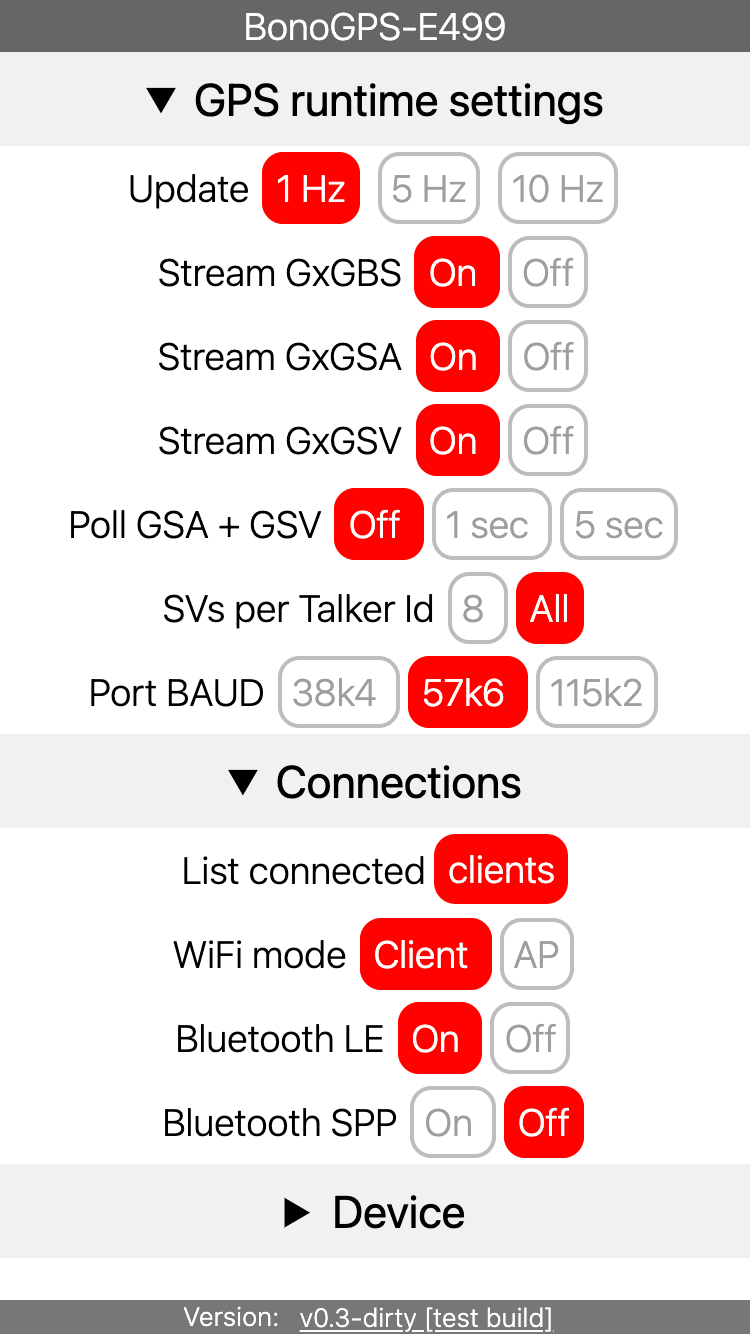 BonoGPS-E499
▼ GPS runtime settings
Update 1 Hz 5 Hz 10 Hz
Stream GxGBS On Off
Stream GxGSA On Off
Stream GxGSV On Off
Poll GSA + GSV Off 1 sec 5 sec
SVs per Talker Id 8 All
Port BAUD 38k4 57k6 115k2
▼ Connections
List connected clients
WiFi mode Client AP
Bluetooth LE On Off
Bluetooth SPP On Off
▶ Device
Version: v0.3-dirty [test build]